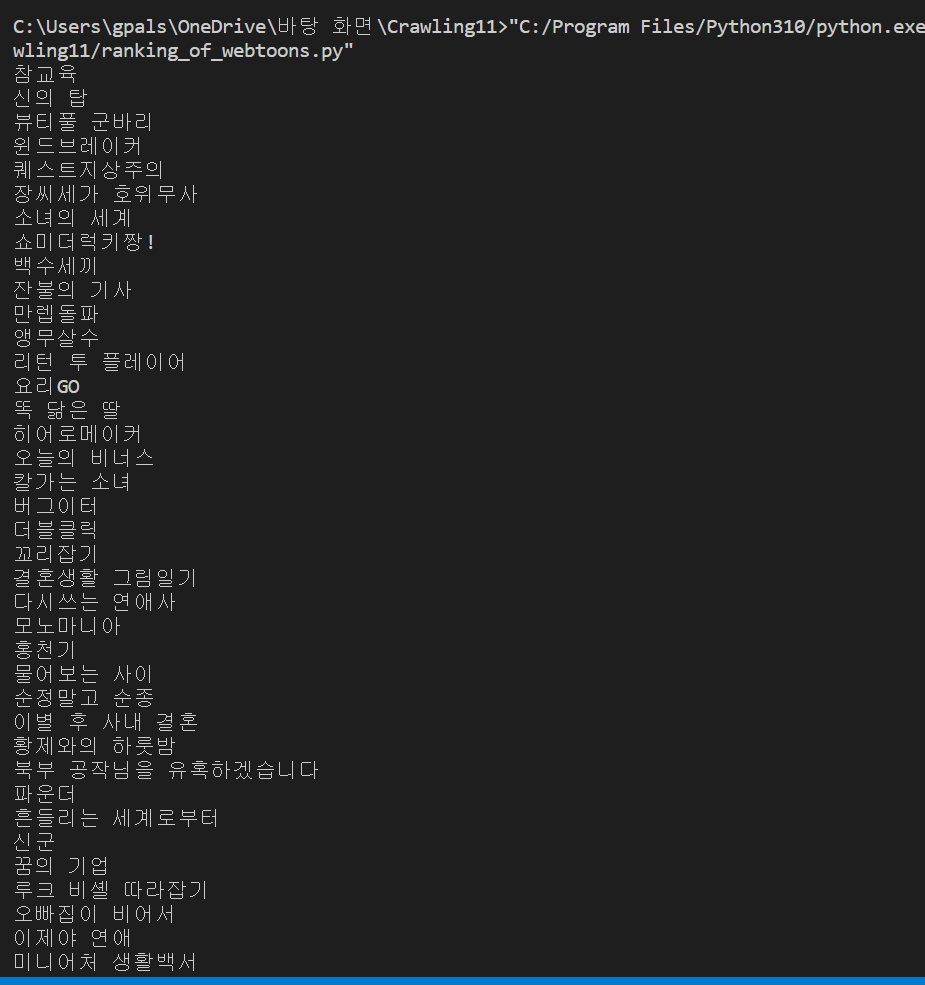 C:\Users\gpals\OneDrive\바탕 화면\Crawling11>"C:/Program Files/Python310/python.exe
wling11/ranking_of_webtoons.py"
참교육
신의 탑
뷰티풀 군바리
윈드브레이커
퀘스트지상주의
장씨세가 호위무사
소녀의 세계
쇼미더럭키짱!
백수세끼
잔불의 기사
만렙돌파
앵무살수
리턴 투 플레이어
요리GO
똑 닮은 딸
히어로메이커
오늘의 비너스
칼가는 소녀
버그이터
더블클릭
꼬리잡기
결혼생활 그림일기
다시쓰는 연애사
모노마니아
홍천기
물어보는 사이
순정말고 순종
이별 후 사내 결혼
황제와의 하룻밤
북부 공작님을 유혹하겠습니다
파운더
흔들리는 세계로부터
신군
꿈의 기업
루크 비셸 따라잡기
오빠집이 비어서
이제야 연애
미니어처 생활백서